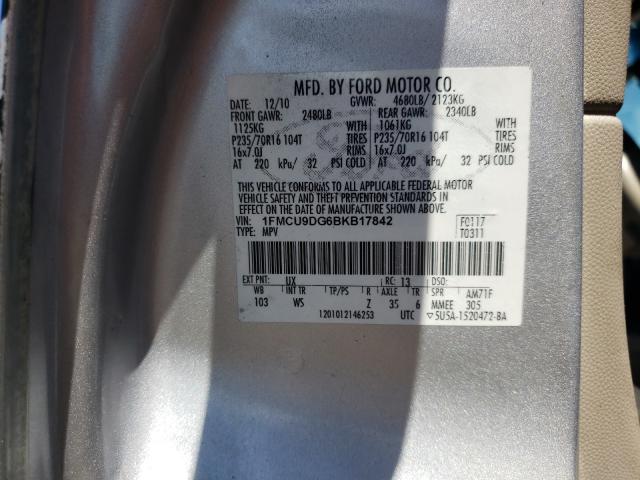 MFD. BY FORD MOTOR CO.
DATE: 12/10 GVWR: 4680LB/ 2123KG
FRONT GAWR: 2480LB REAR GAWR: 2340LB
1125KG WITH 1061KG WITH
P235/70R16 104T TIRES P235/70R16 104T TIRES
16x7.0J RIMS 16x7.0J RIMS
AT 220 kPa/ 32 PSI COLD AT 220 kPa/ 32 PSI COLD
THIS VEHICLE CONFORMS TO ALL APPLICABLE FEDERAL MOTOR
VEHICLE SAFETY AND THEFT PREVENTION STANDARDS IN
EFFECT ON THE DATE OF MANUFACTURE SHOWN ABOVE.
VIN: 1FMCU9DG6BKB17842 F0117
TYPE: MPV T0311
EXT PNT: UX RC: 13 DSO:
WB INT TR TP/PS R AXLE TR SPR AM71F
103 WS Z 35 6 MMEE 305
1201012146253 UTC ▽5U5A-1520472-BA